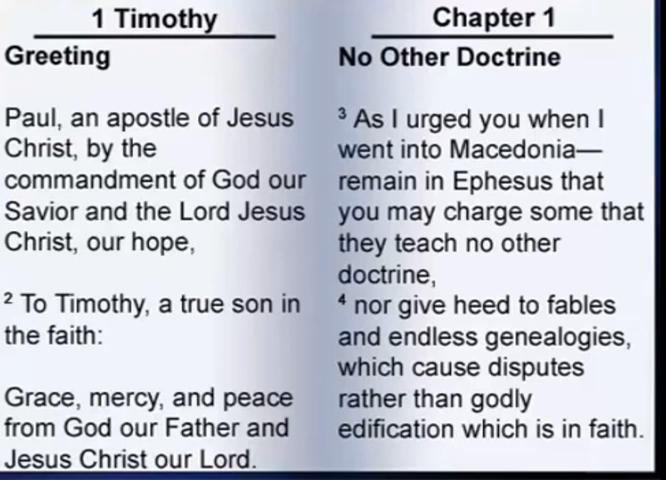 1 Timothy
Greeting
Paul, an apostle of Jesus
Christ, by the
commandment of God our
Savior and the Lord Jesus
Christ, our hope,
² To Timothy, a true son in
the faith:
Grace, mercy, and peace
from God our Father and
Jesus Christ our Lord.
Chapter 1
No Other Doctrine
³ As I urged you when I
went into Macedonia—
remain in Ephesus that
you may charge some that
they teach no other
doctrine,
⁴ nor give heed to fables
and endless genealogies,
which cause disputes
rather than godly
edification which is in faith.